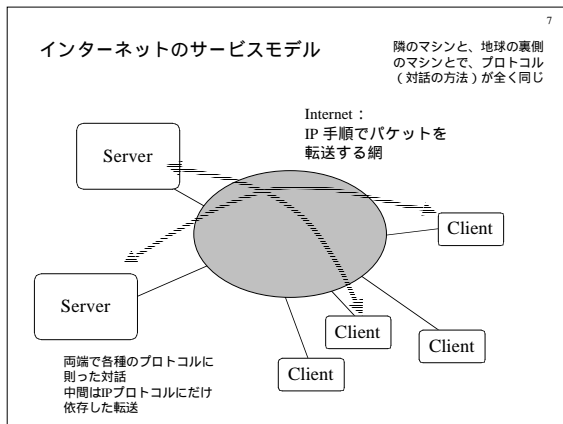 7
インターネットのサービスモデル
隣のマシンと、地球の裏側
のマシンとで、プロトコル
(対話の方法)が全く同じ
Internet：
IP 手順でパケットを
転送する網
Server
Client
Server
Client
Client
Client
両端で各種のプロトコルに
則った対話
中間はIPプロトコルにだけ
依存した転送